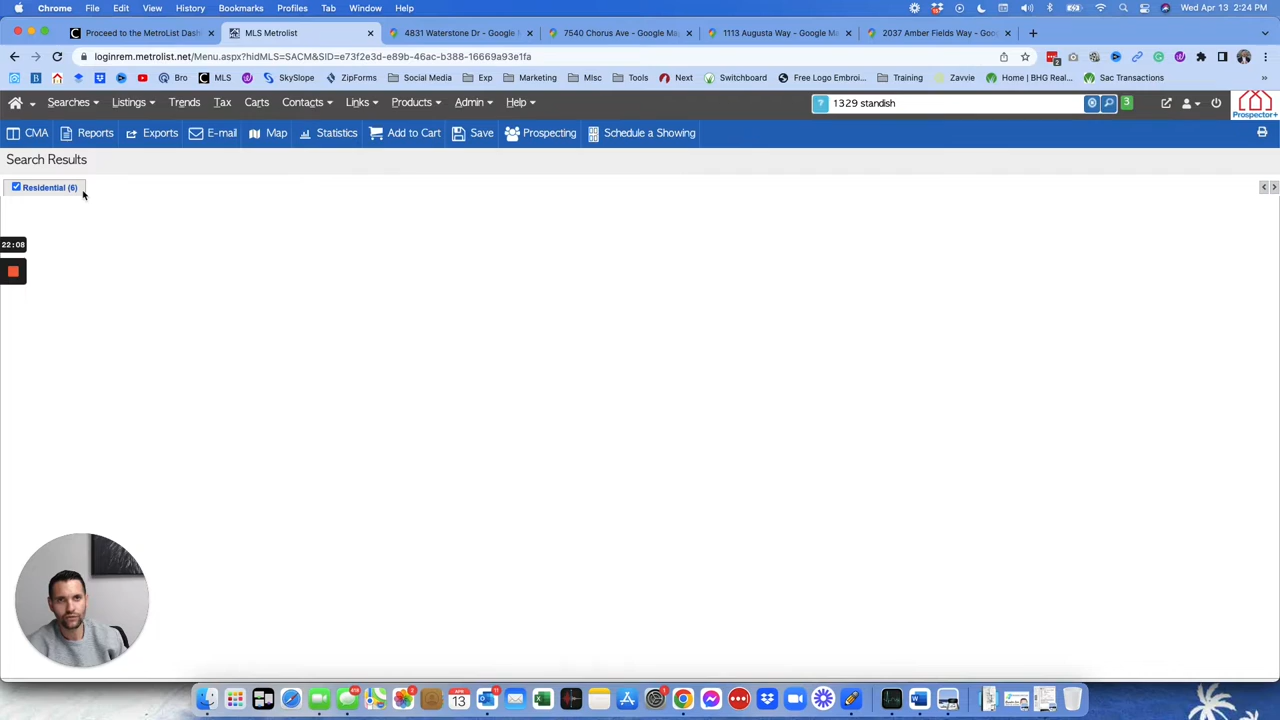 Chrome File Edit View History Bookmarks Profiles Tab Window Help Wed Apr 13 2:24 PM
Proceed to the MetroList Dash MLS Metrolist 4831 Waterstone Dr - Google M 7540 Chorus Ave - Google Ma 1113 Augusta Way - Google Ma 2037 Amber Fields Way - Goo
loginrem.metrolist.net/Menu.aspx?hidMLS=SACM&SID=e73f2e3d-e89b-46ac-b388-16669a93e1fa
Bro MLS SkySlope ZipForms Social Media Exp Marketing Misc Tools Next Switchboard Free Logo Embroi... Training Zavvie Home | BHG Real... Sac Transactions
Searches Listings Trends Tax Carts Contacts Links Products Admin Help ? 1329 standish 3
Prospector+
CMA Reports Exports E-mail Map Statistics Add to Cart Save Prospecting Schedule a Showing
Search Results
Residential (6)
22:08